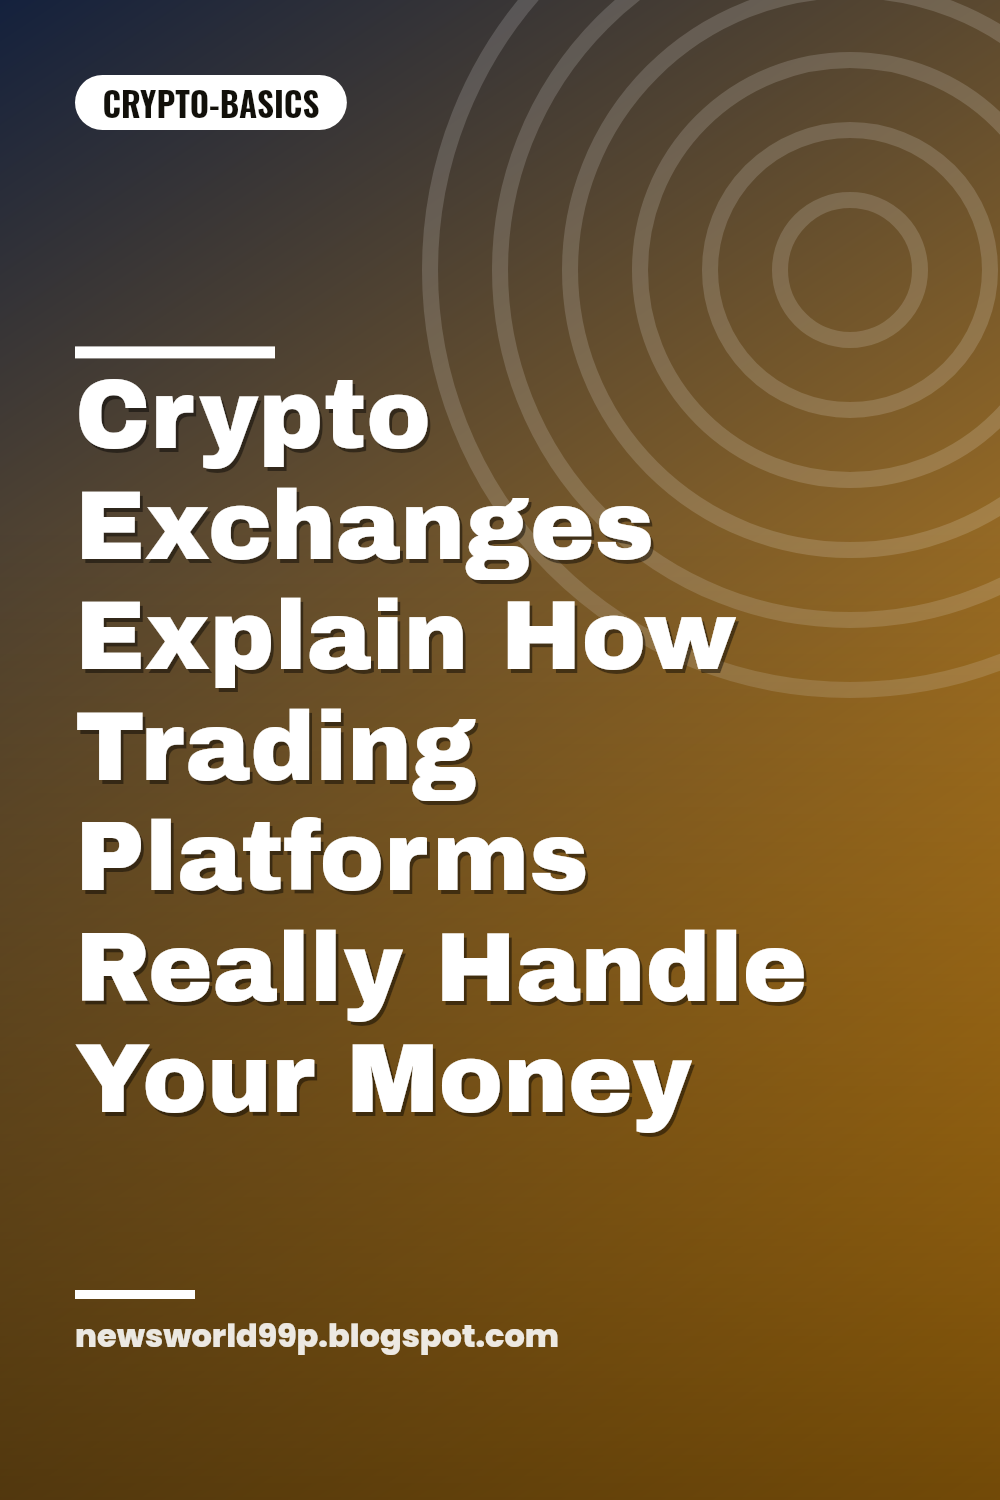 CRYPTO-BASICS
Crypto
Exchanges
Explain How
Trading
Platforms
Really Handle
Your Money
newsworld99p.blogspot.com